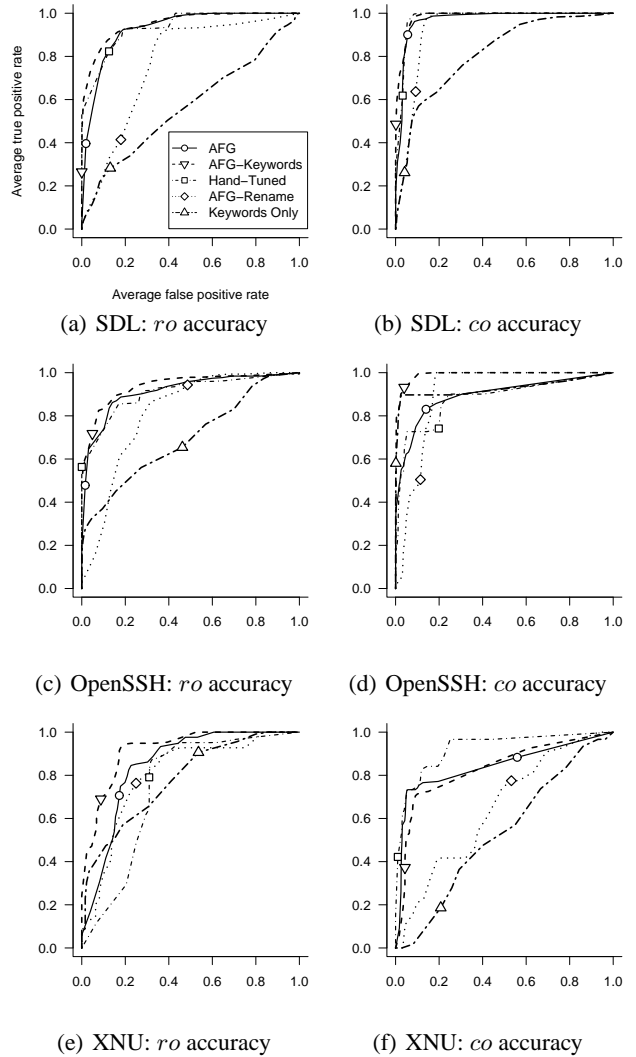 1.0
0.8
0.6
0.4
0.2
0.0
Average true positive rate
AFG
AFG−Keywords
Hand−Tuned
AFG−Rename
Keywords Only
0.0 0.2 0.4 0.6 0.8 1.0
Average false positive rate
(a) SDL: ro accuracy
1.0
0.8
0.6
0.4
0.2
0.0
0.0 0.2 0.4 0.6 0.8 1.0
(b) SDL: co accuracy
1.0
0.8
0.6
0.4
0.2
0.0
0.0 0.2 0.4 0.6 0.8 1.0
(c) OpenSSH: ro accuracy
1.0
0.8
0.6
0.4
0.2
0.0
0.0 0.2 0.4 0.6 0.8 1.0
(d) OpenSSH: co accuracy
1.0
0.8
0.6
0.4
0.2
0.0
0.0 0.2 0.4 0.6 0.8 1.0
(e) XNU: ro accuracy
1.0
0.8
0.6
0.4
0.2
0.0
0.0 0.2 0.4 0.6 0.8 1.0
(f) XNU: co accuracy